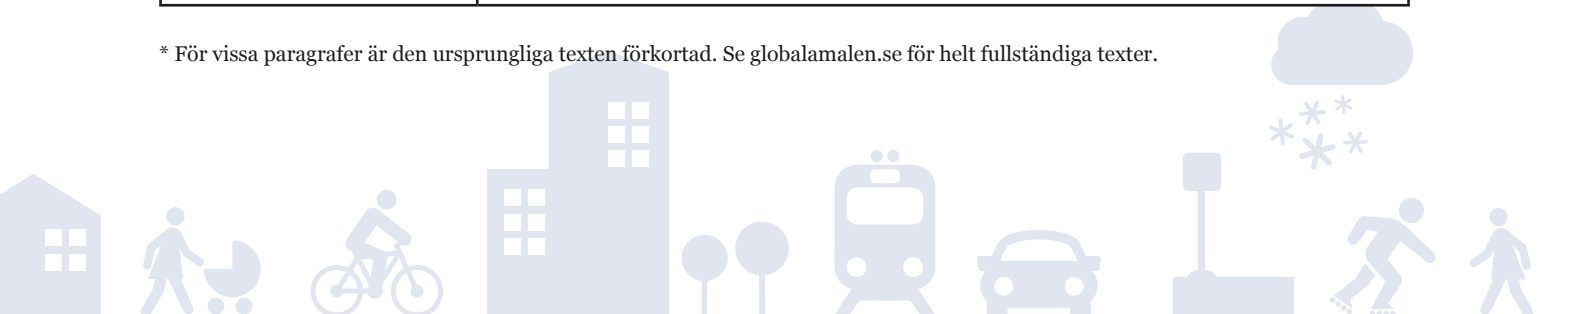 * För vissa paragrafer är den ursprungliga texten förkortad. Se globalamalen.se för helt fullständiga texter.